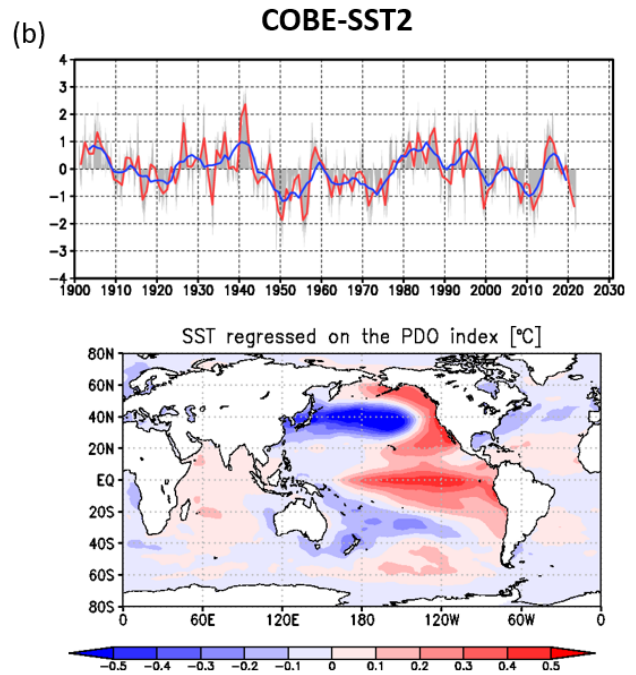 (b)
COBE-SST2
4
3
2
1
0
−1
−2
−3
−4
1900 1910 1920 1930 1940 1950 1960 1970 1980 1990 2000 2010 2020 2030
SST regressed on the PDO index [℃]
80N
60N
40N
20N
EQ
20S
40S
60S
80S
0 60E 120E 180 120W 60W 0
−0.5 −0.4 −0.3 −0.2 −0.1 0 0.1 0.2 0.3 0.4 0.5